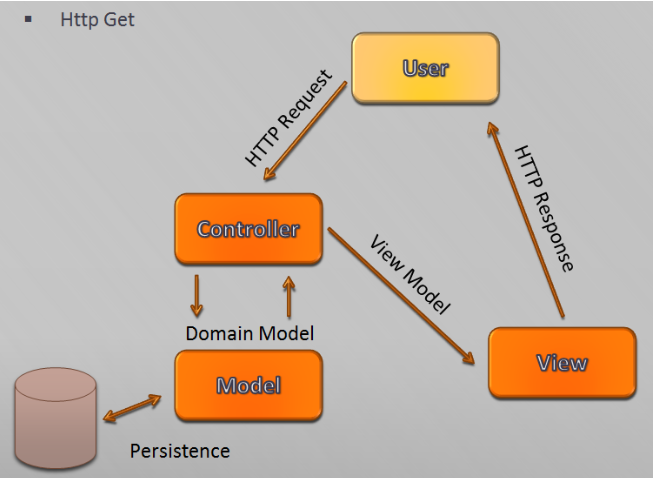 ▪ Http Get
User
HTTP Request
HTTP Response
Controller
View Model
Domain Model
View
Model
Persistence